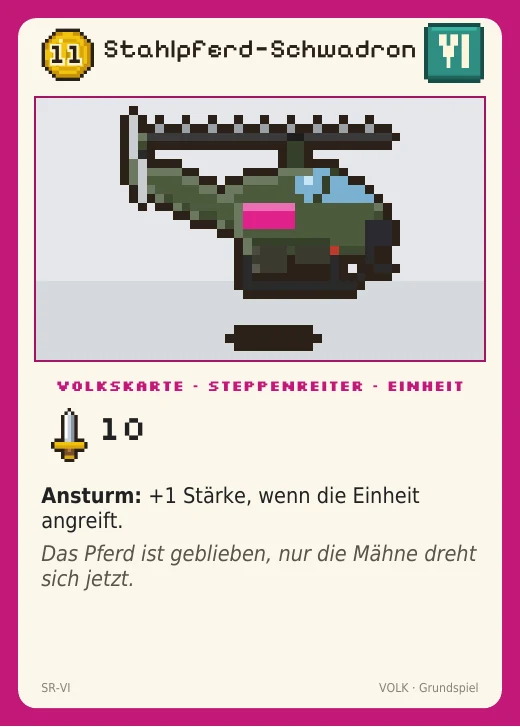 11 Stahlpferd-Schwadron VI
VOLKSKARTE - STEPPENREITER - EINHEIT
10
Ansturm: +1 Stärke, wenn die Einheit
angreift.
Das Pferd ist geblieben, nur die Mähne dreht
sich jetzt.
SR-VI VOLK · Grundspiel